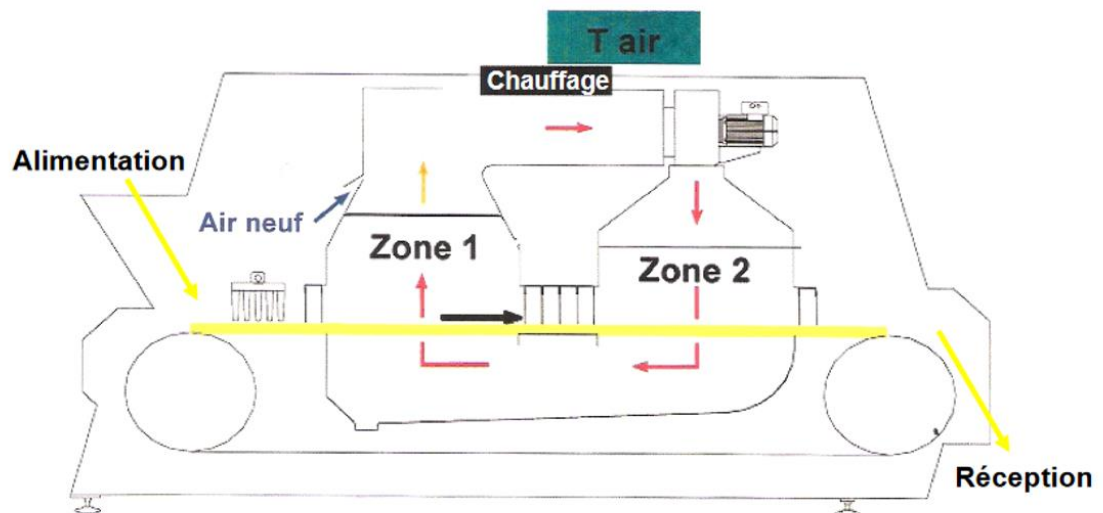 T air
Chauffage
Alimentation
Air neuf
Zone 1
Zone 2
Réception